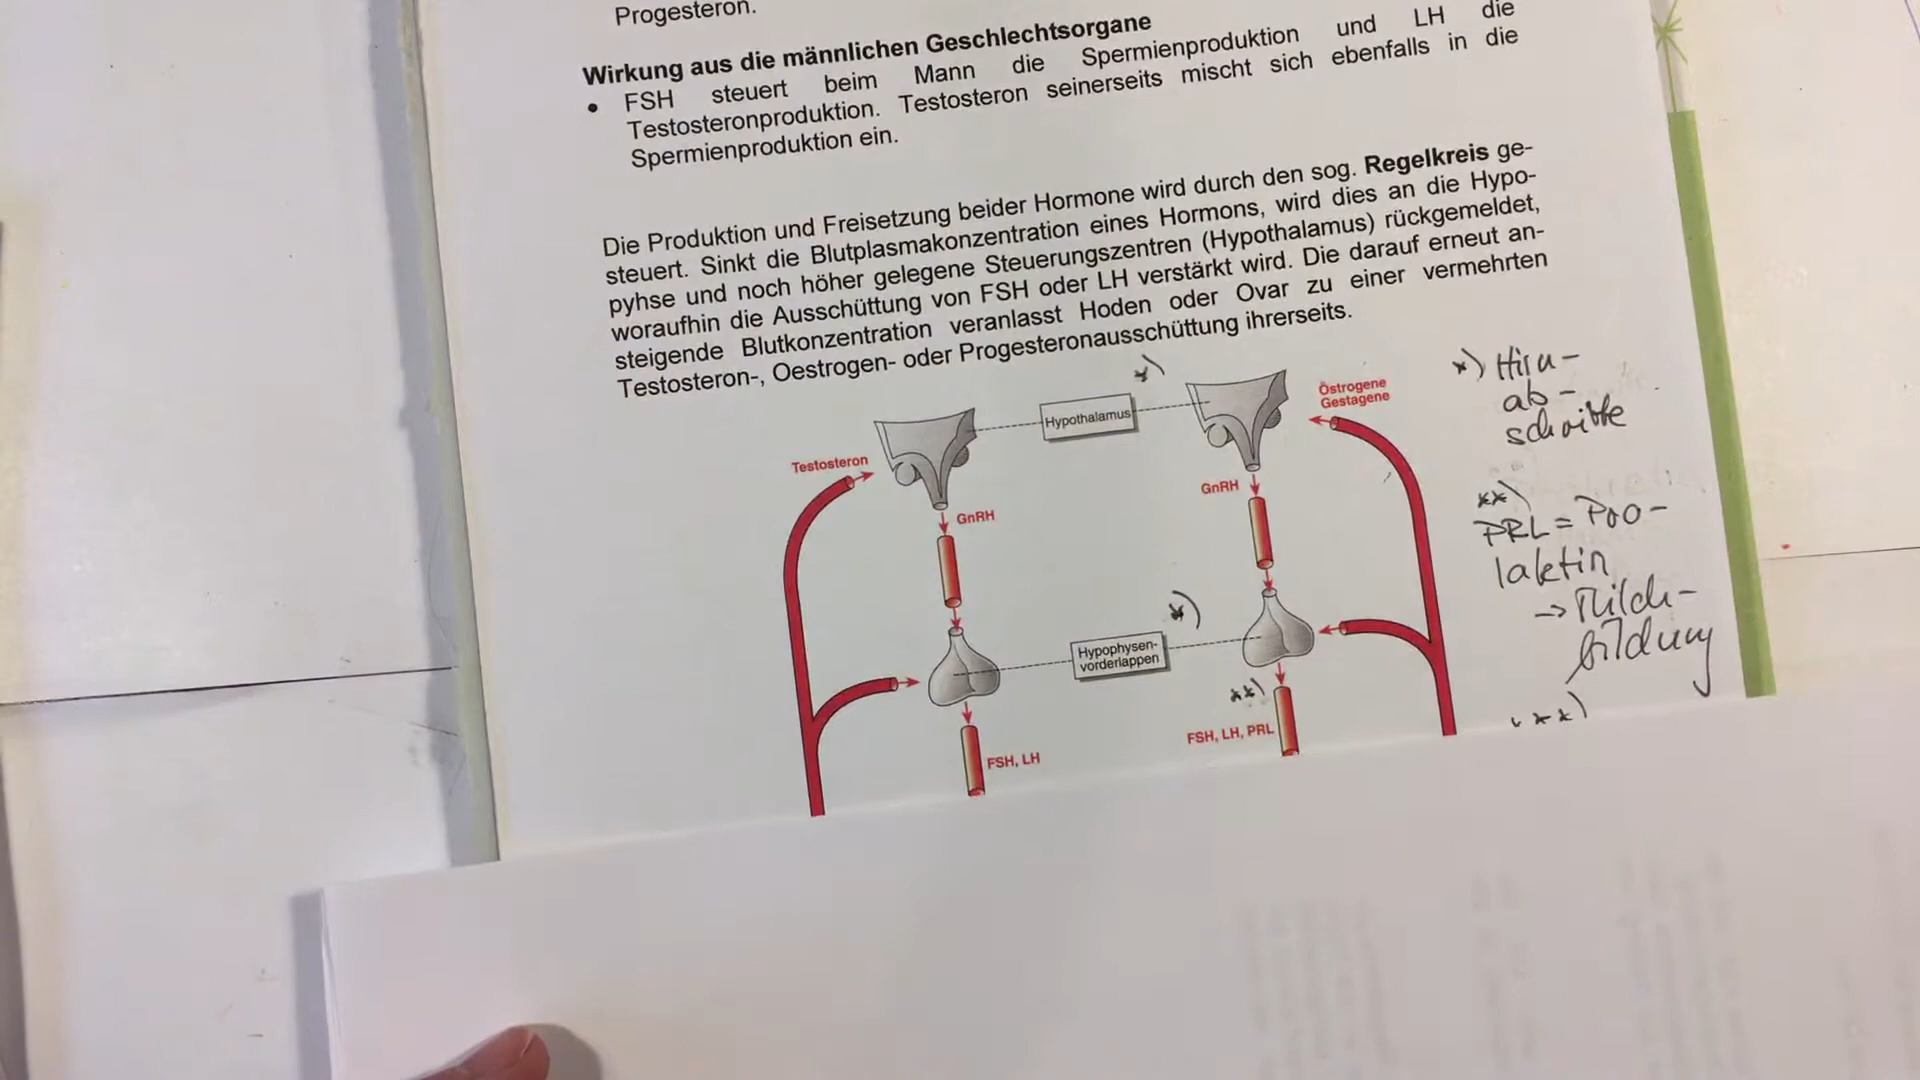 Progesteron.
Wirkung aus die männlichen Geschlechtsorgane
• FSH steuert beim Mann die Spermienproduktion und LH die
Testosteronproduktion. Testosteron seinerseits mischt sich ebenfalls in die
Spermienproduktion ein.
Die Produktion und Freisetzung beider Hormone wird durch den sog. Regelkreis ge-
steuert. Sinkt die Blutplasmakonzentration eines Hormons, wird dies an die Hypo-
pyhse und noch höher gelegene Steuerungszentren (Hypothalamus) rückgemeldet,
woraufhin die Ausschüttung von FSH oder LH verstärkt wird. Die darauf erneut an-
steigende Blutkonzentration veranlasst Hoden oder Ovar zu einer vermehrten
Testosteron-, Oestrogen- oder Progesteronausschüttung ihrerseits.
*)
Hypothalamus
Östrogene
Gestagene
Testosteron
GnRH
GnRH
*)
Hypophysen-
vorderlappen
**)
FSH, LH
FSH, LH, PRL
*) Hirn-
ab-
schnitte
**)
PRL = Pro-
laktin
→ Milch-
bildung
***)